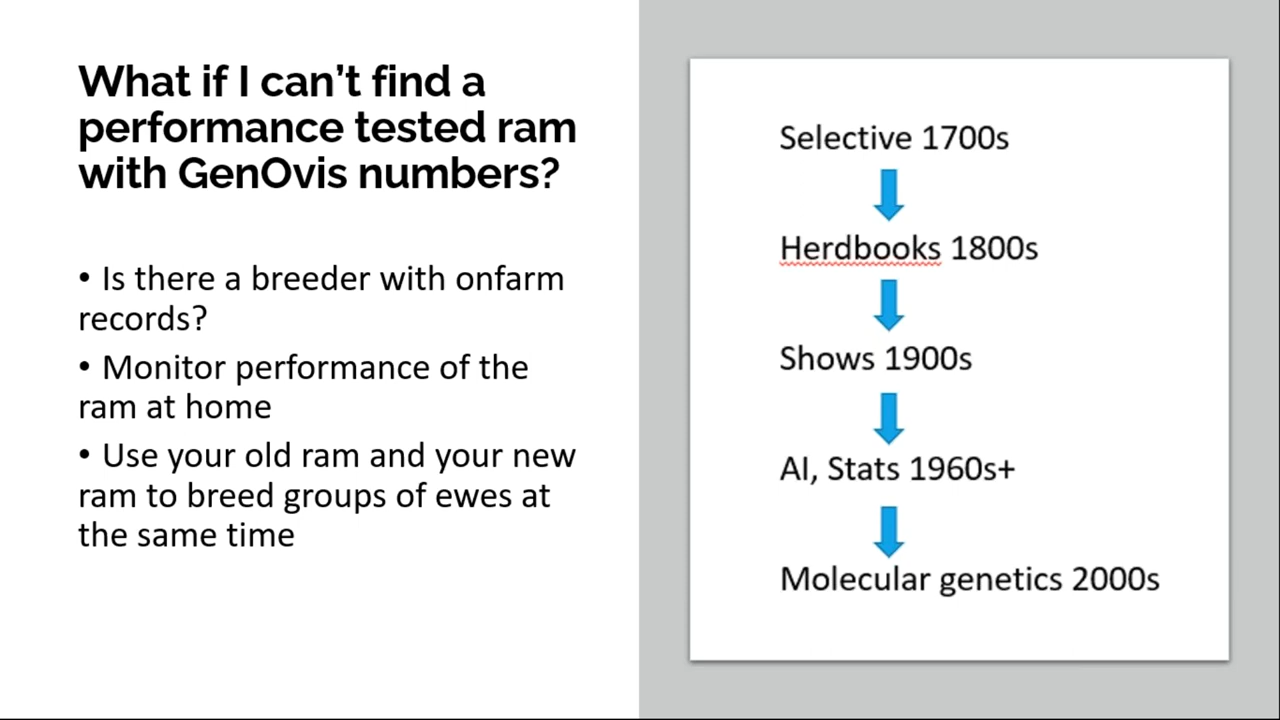 What if I can’t find a
performance tested ram
with GenOvis numbers?
• Is there a breeder with onfarm
records?
• Monitor performance of the
ram at home
• Use your old ram and your new
ram to breed groups of ewes at
the same time
Selective 1700s
Herdbooks 1800s
Shows 1900s
AI, Stats 1960s+
Molecular genetics 2000s